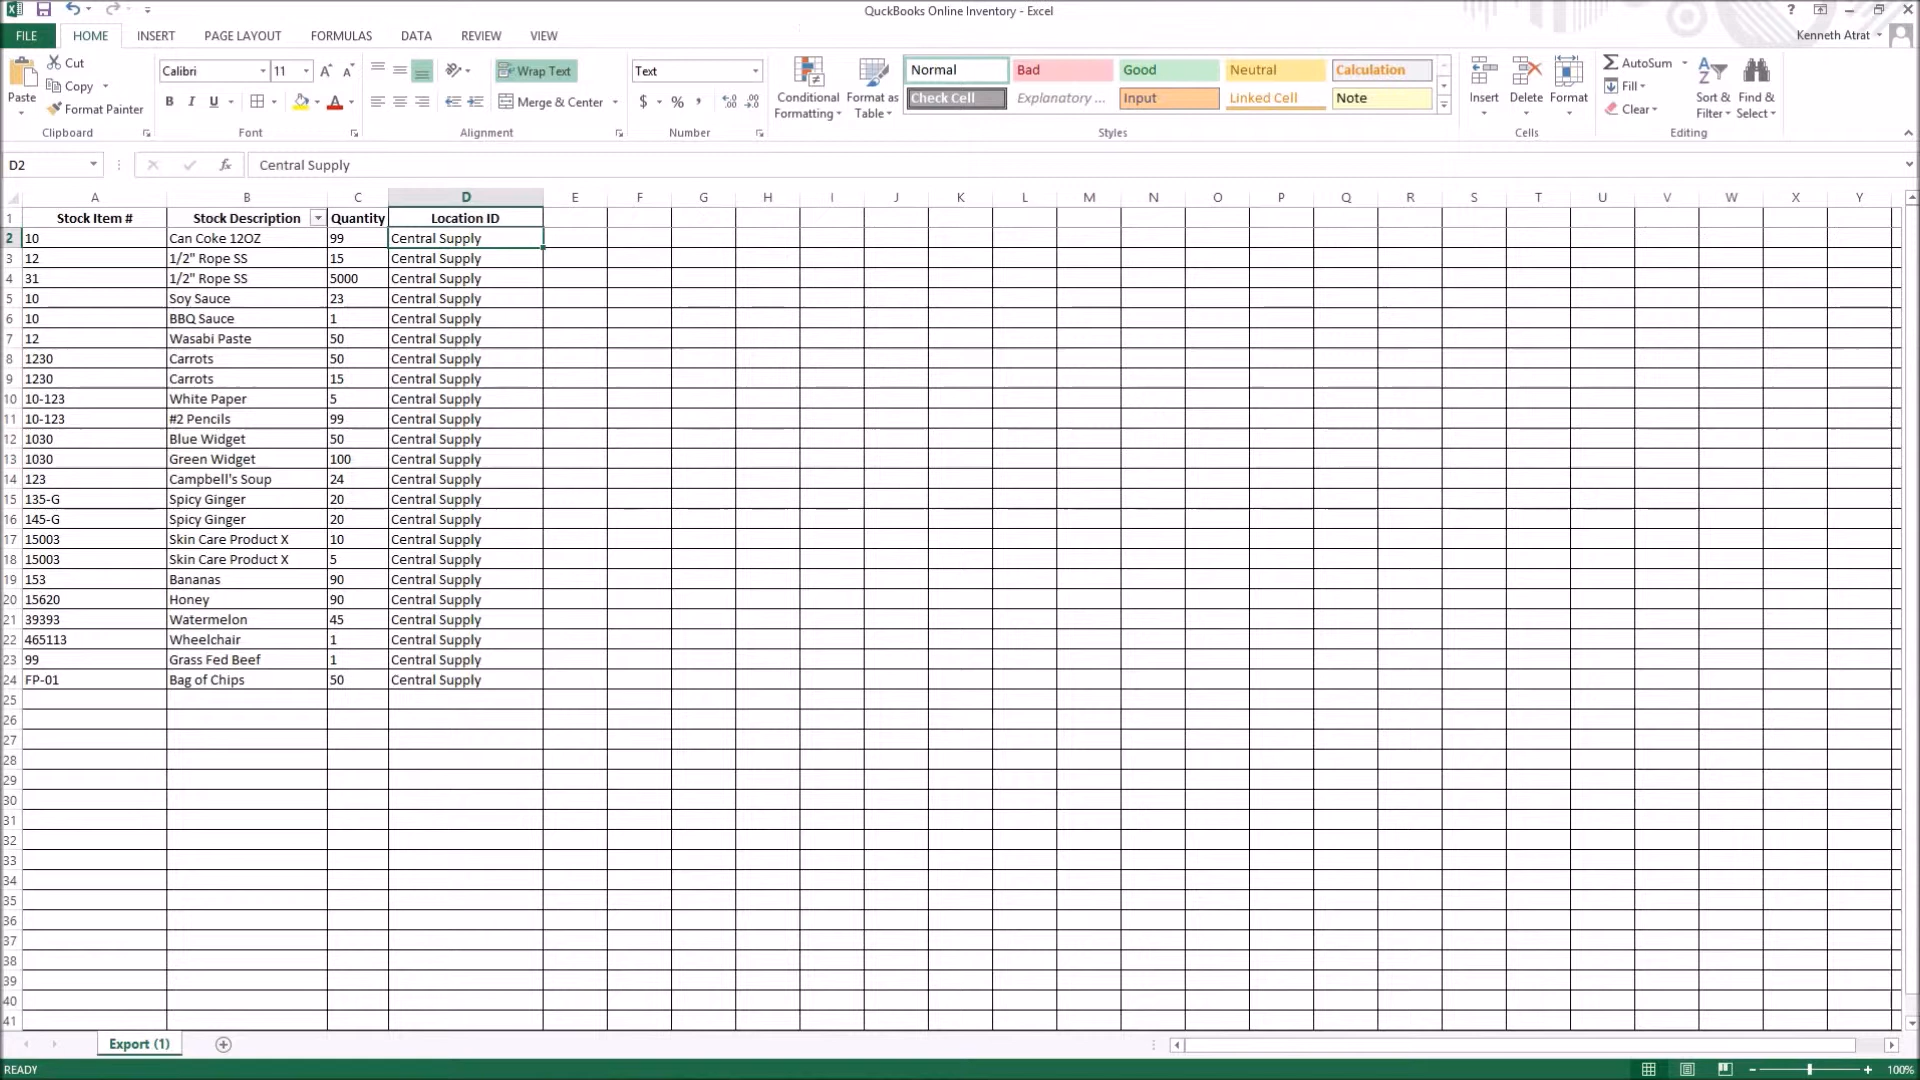 QuickBooks Online Inventory - Excel
FILE HOME INSERT PAGE LAYOUT FORMULAS DATA REVIEW VIEW Kenneth Atrat
Paste Cut Copy Format Painter Clipboard
Calibri 11 B I U A Font
Wrap Text Merge & Center Alignment
Text $ % , Number
Conditional Formatting Format as Table
Normal Bad Good Neutral Calculation
Check Cell Explanatory ... Input Linked Cell Note
Styles
Insert Delete Format Cells
AutoSum Fill Clear Sort & Filter Find & Select Editing
D2 fx Central Supply
A B C D E F G H I J K L M N O P Q R S T U V W X Y
1 Stock Item # Stock Description Quantity Location ID
2 10 Can Coke 12OZ 99 Central Supply
3 12 1/2" Rope SS 15 Central Supply
4 31 1/2" Rope SS 5000 Central Supply
5 10 Soy Sauce 23 Central Supply
6 10 BBQ Sauce 1 Central Supply
7 12 Wasabi Paste 50 Central Supply
8 1230 Carrots 50 Central Supply
9 1230 Carrots 15 Central Supply
10 10-123 White Paper 5 Central Supply
11 10-123 #2 Pencils 99 Central Supply
12 1030 Blue Widget 50 Central Supply
13 1030 Green Widget 100 Central Supply
14 123 Campbell's Soup 24 Central Supply
15 135-G Spicy Ginger 20 Central Supply
16 145-G Spicy Ginger 20 Central Supply
17 15003 Skin Care Product X 10 Central Supply
18 15003 Skin Care Product X 5 Central Supply
19 153 Bananas 90 Central Supply
20 15620 Honey 90 Central Supply
21 39393 Watermelon 45 Central Supply
22 465113 Wheelchair 1 Central Supply
23 99 Grass Fed Beef 1 Central Supply
24 FP-01 Bag of Chips 50 Central Supply
25
26
27
28
29
30
31
32
33
34
35
36
37
38
39
40
41
Export (1)
READY 100%